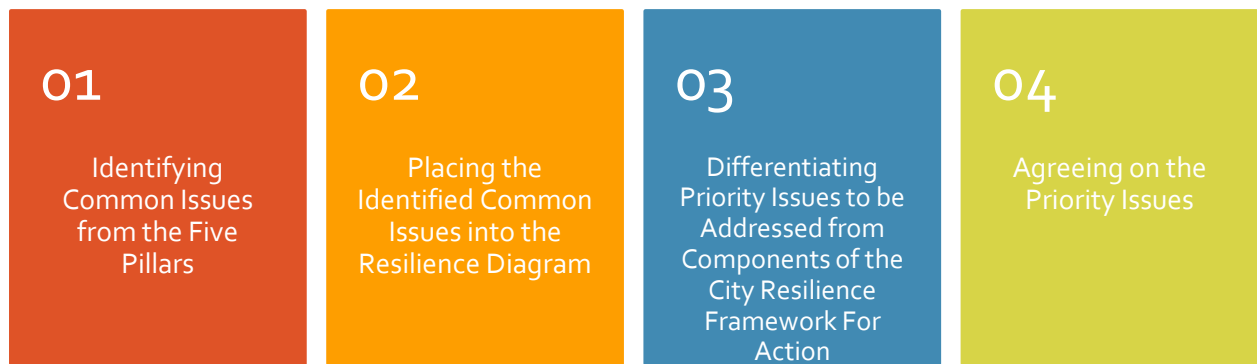 01
Identifying
Common Issues
from the Five
Pillars
02
Placing the
Identified Common
Issues into the
Resilience Diagram
03
Differentiating
Priority Issues to be
Addressed from
Components of the
City Resilience
Framework For
Action
04
Agreeing on the
Priority Issues